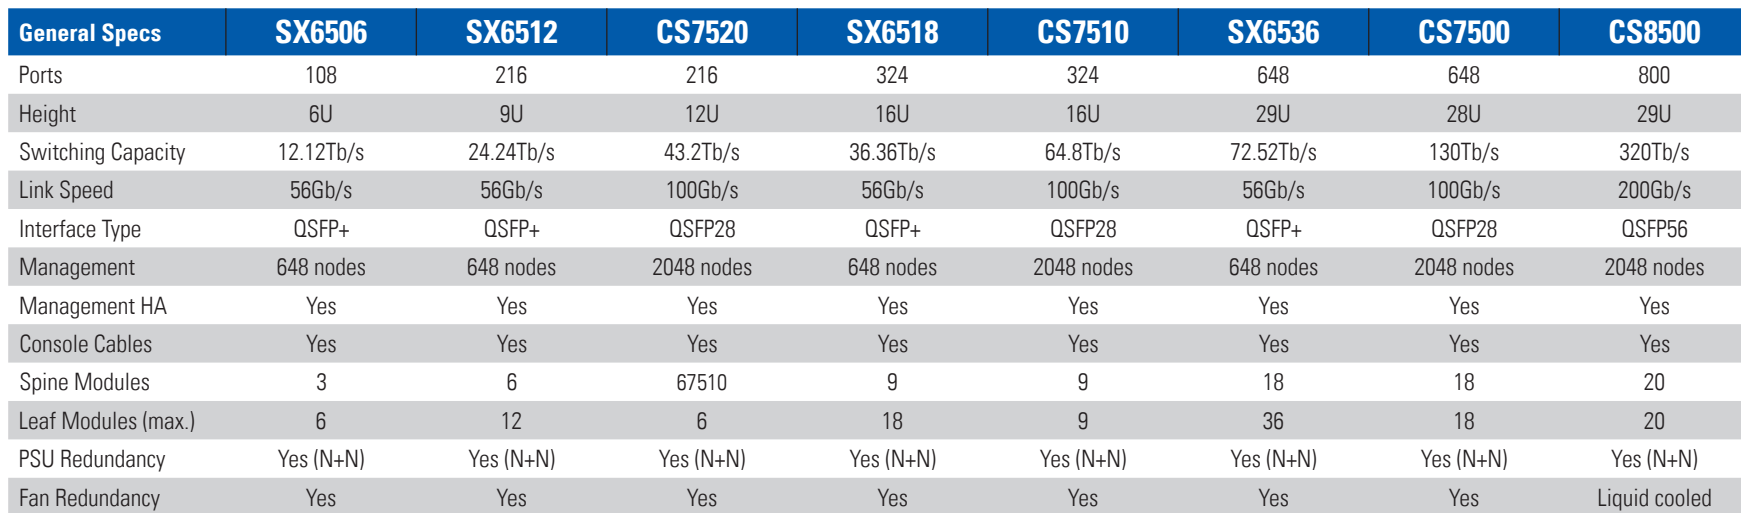 General Specs SX6506 SX6512 CS7520 SX6518 CS7510 SX6536 CS7500 CS8500
Ports 108 216 216 324 324 648 648 800
Height 6U 9U 12U 16U 16U 29U 28U 29U
Switching Capacity 12.12Tb/s 24.24Tb/s 43.2Tb/s 36.36Tb/s 64.8Tb/s 72.52Tb/s 130Tb/s 320Tb/s
Link Speed 56Gb/s 56Gb/s 100Gb/s 56Gb/s 100Gb/s 56Gb/s 100Gb/s 200Gb/s
Interface Type QSFP+ QSFP+ QSFP28 QSFP+ QSFP28 QSFP+ QSFP28 QSFP56
Management 648 nodes 648 nodes 2048 nodes 648 nodes 2048 nodes 648 nodes 2048 nodes 2048 nodes
Management HA Yes Yes Yes Yes Yes Yes Yes Yes
Console Cables Yes Yes Yes Yes Yes Yes Yes Yes
Spine Modules 3 6 67510 9 9 18 18 20
Leaf Modules (max.) 6 12 6 18 9 36 18 20
PSU Redundancy Yes (N+N) Yes (N+N) Yes (N+N) Yes (N+N) Yes (N+N) Yes (N+N) Yes (N+N) Yes (N+N)
Fan Redundancy Yes Yes Yes Yes Yes Yes Yes Liquid cooled